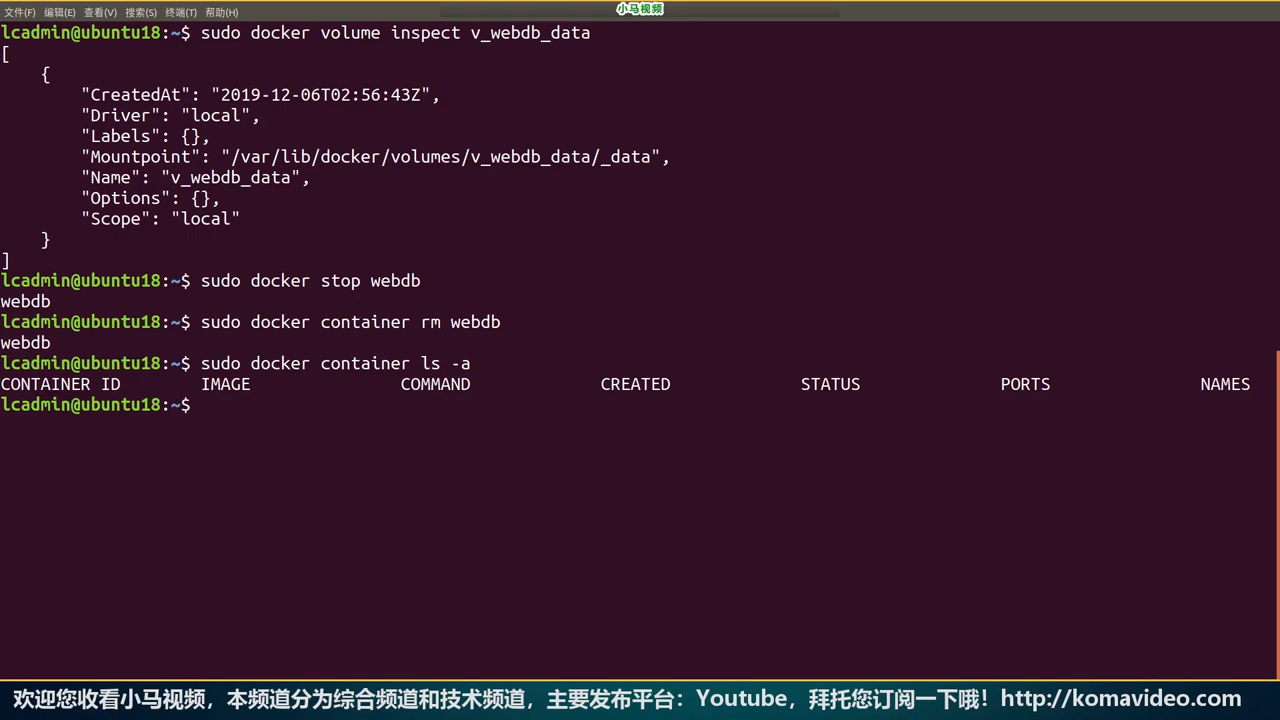 小马视频
文件(F) 编辑(E) 查看(V) 搜索(S) 终端(T) 帮助(H)
lcadmin@ubuntu18:~$ sudo docker volume inspect v_webdb_data
[
    {
        "CreatedAt": "2019-12-06T02:56:43Z",
        "Driver": "local",
        "Labels": {},
        "Mountpoint": "/var/lib/docker/volumes/v_webdb_data/_data",
        "Name": "v_webdb_data",
        "Options": {},
        "Scope": "local"
    }
]
lcadmin@ubuntu18:~$ sudo docker stop webdb
webdb
lcadmin@ubuntu18:~$ sudo docker container rm webdb
webdb
lcadmin@ubuntu18:~$ sudo docker container ls -a
CONTAINER ID        IMAGE               COMMAND             CREATED             STATUS              PORTS               NAMES
lcadmin@ubuntu18:~$
欢迎您收看小马视频，本频道分为综合频道和技术频道，主要发布平台：Youtube，拜托您订阅一下哦！http://komavideo.com